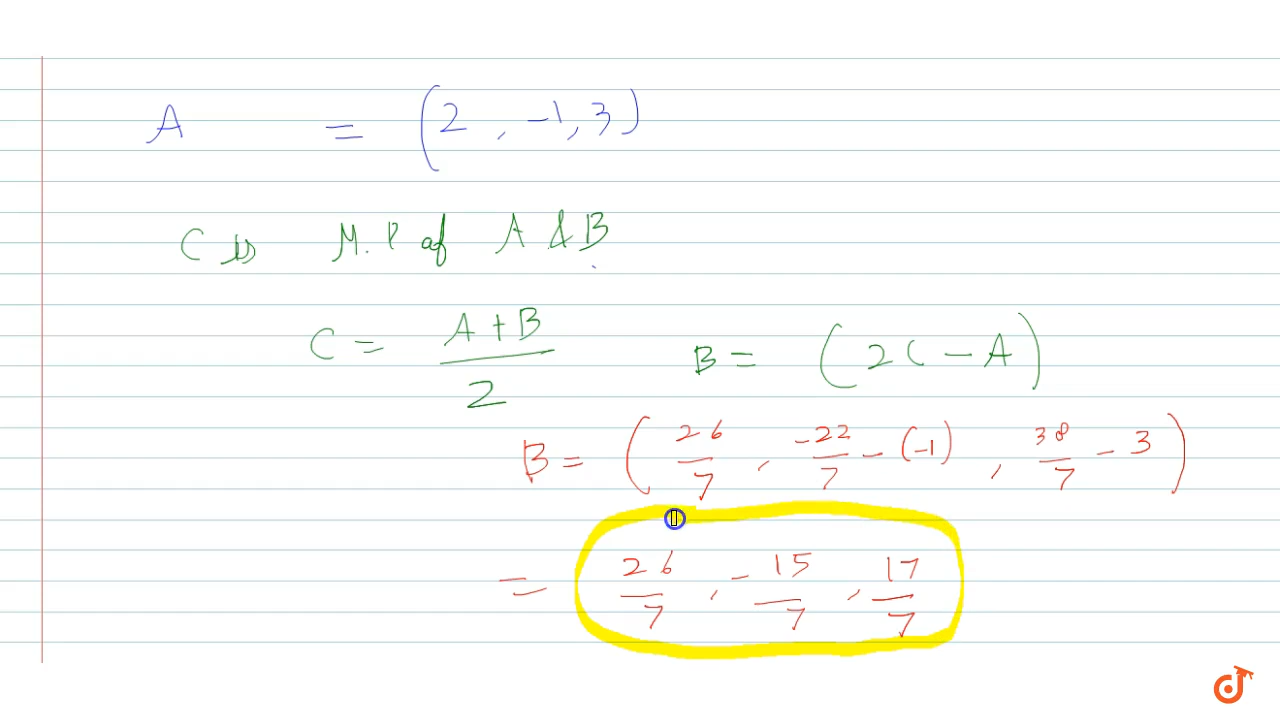 A = (2, -1, 3)
C is M.P of A & B
C = A + B / 2 B = (2C - A)
B = (26/7, -22/7 - (-1), 38/7 - 3)
= 26/7, -15/7, 17/7